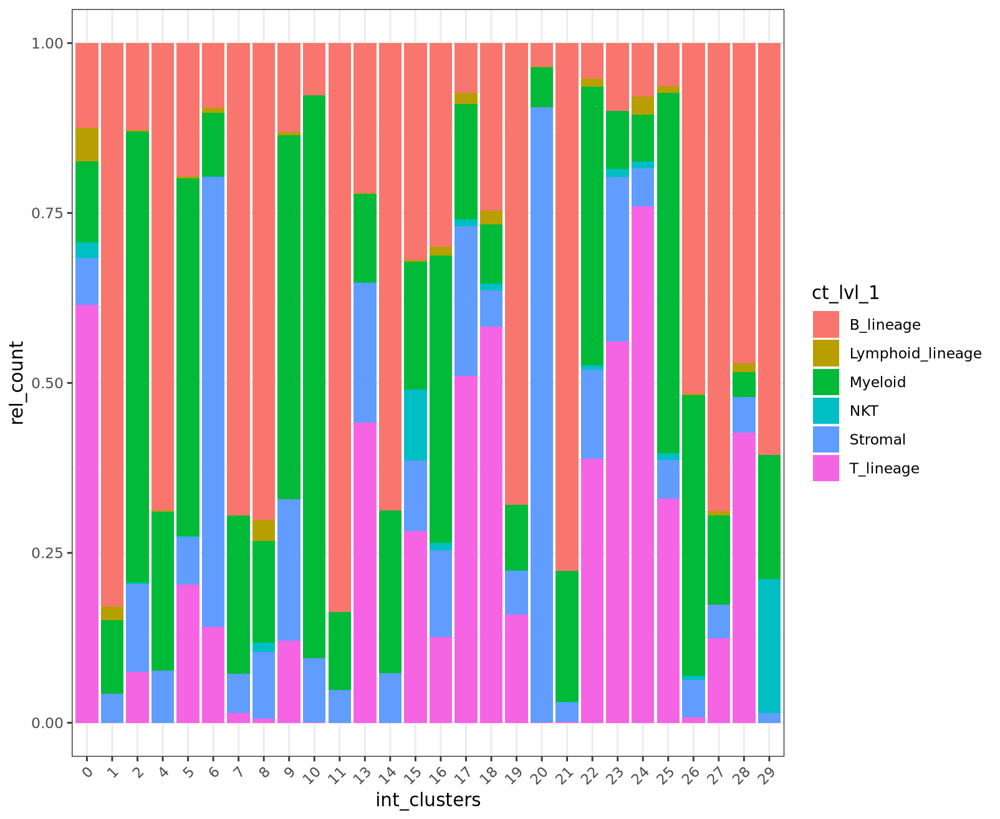 1.00
0.75
0.50
0.25
0.00
rel_count
0 1 2 4 5 6 7 8 9 10 11 13 14 15 16 17 18 19 20 21 22 23 24 25 26 27 28 29
int_clusters
ct_lvl_1
B_lineage
Lymphoid_lineage
Myeloid
NKT
Stromal
T_lineage